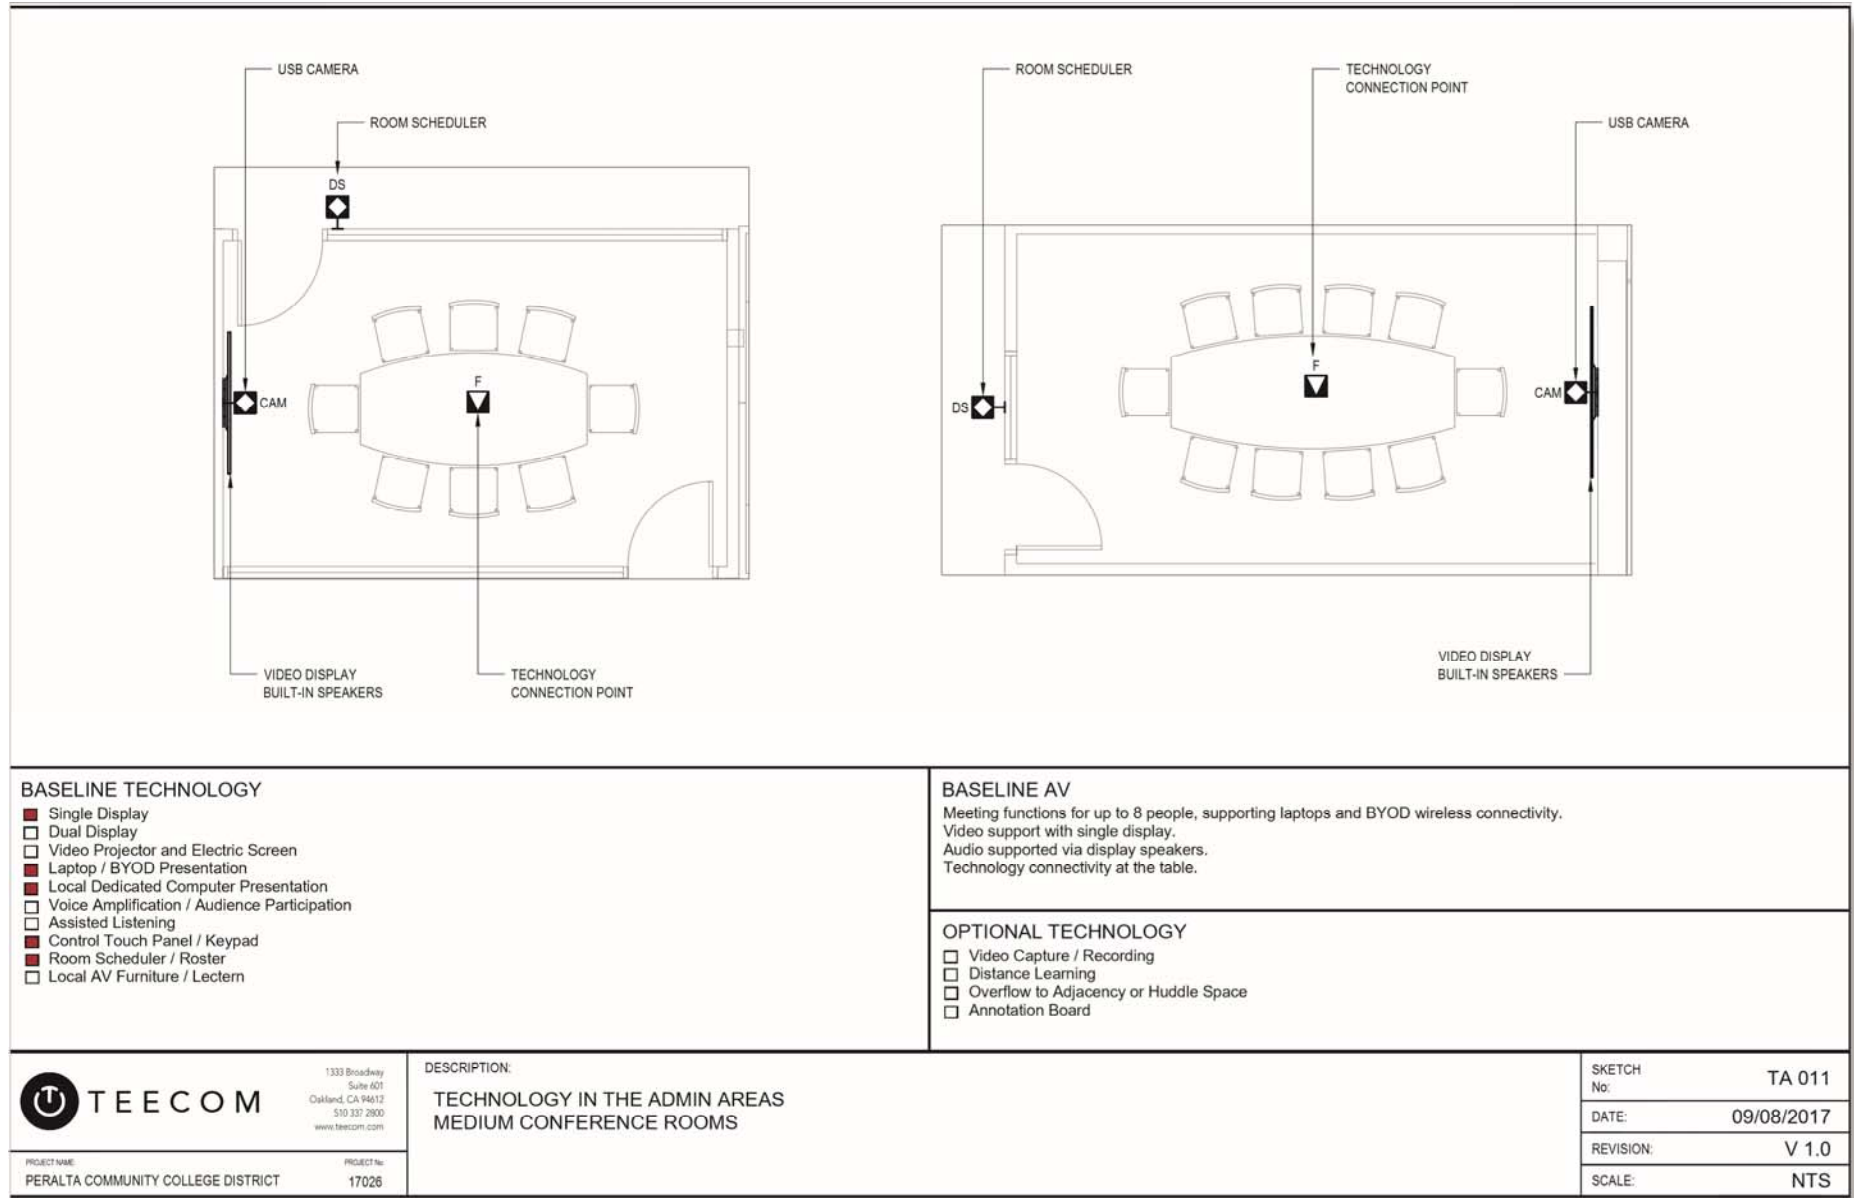 USB CAMERA
ROOM SCHEDULER
DS
CAM
F
VIDEO DISPLAY
BUILT-IN SPEAKERS
TECHNOLOGY
CONNECTION POINT
ROOM SCHEDULER
TECHNOLOGY
CONNECTION POINT
USB CAMERA
F
DS
CAM
VIDEO DISPLAY
BUILT-IN SPEAKERS
BASELINE TECHNOLOGY
Single Display
Dual Display
Video Projector and Electric Screen
Laptop / BYOD Presentation
Local Dedicated Computer Presentation
Voice Amplification / Audience Participation
Assisted Listening
Control Touch Panel / Keypad
Room Scheduler / Roster
Local AV Furniture / Lectern
BASELINE AV
Meeting functions for up to 8 people, supporting laptops and BYOD wireless connectivity.
Video support with single display.
Audio supported via display speakers.
Technology connectivity at the table.
OPTIONAL TECHNOLOGY
Video Capture / Recording
Distance Learning
Overflow to Adjacency or Huddle Space
Annotation Board
TEECOM
1333 Broadway
Suite 601
Oakland, CA 94612
510 337 2800
www.teecom.com
PROJECT NAME:
PERALTA COMMUNITY COLLEGE DISTRICT
PROJECT No:
17026
DESCRIPTION:
TECHNOLOGY IN THE ADMIN AREAS
MEDIUM CONFERENCE ROOMS
SKETCH
No:
TA 011
DATE: 09/08/2017
REVISION: V 1.0
SCALE: NTS